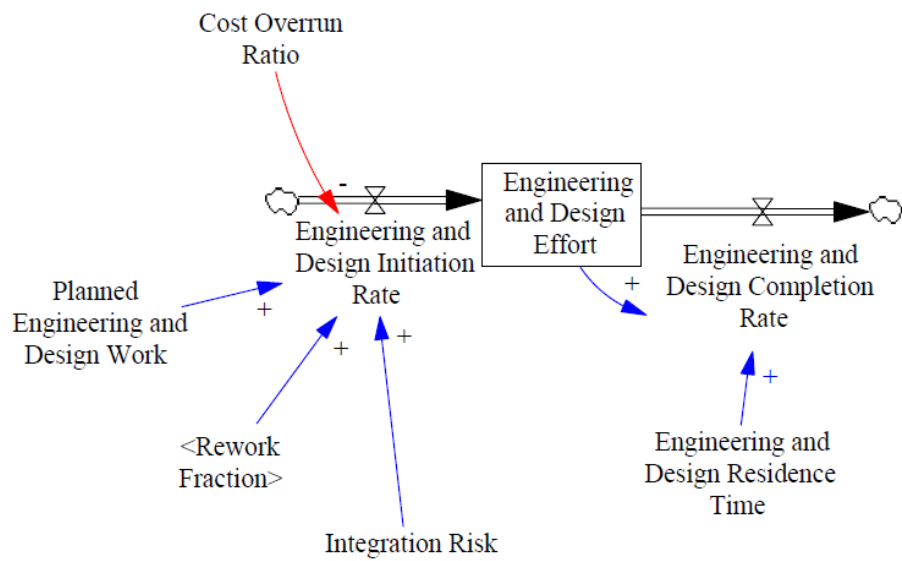 Cost Overrun
Ratio
-
Engineering
and Design
Effort
Engineering and
Design Initiation
Rate
+
Engineering and
Design Completion
Rate
Planned
Engineering and
Design Work
+
+
+
+
<Rework
Fraction>
Engineering and
Design Residence
Time
Integration Risk